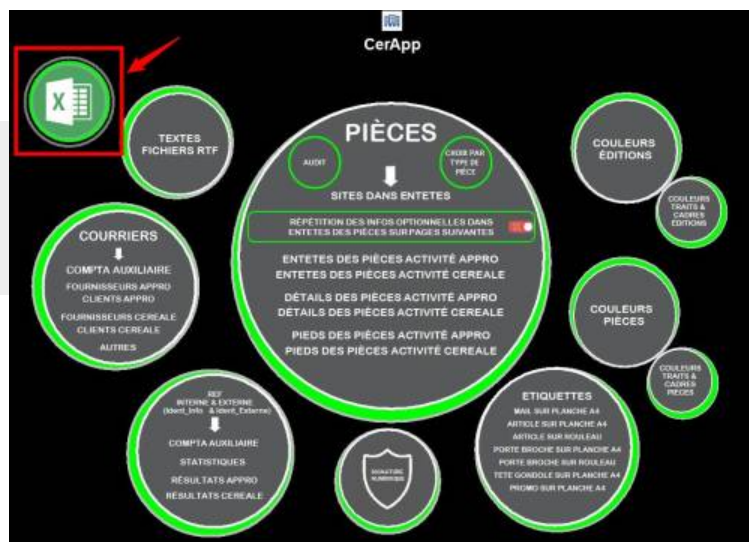 CerApp
X
TEXTES
FICHIERS RTF
PIÈCES
AUDIT
CHOIX PAR
TYPE DE
PIÈCE
SITES DANS ENTETES
RÉPÉTITION DES INFOS OPTIONNELLES DANS
ENTETES DES PIÈCES SUR PAGES SUIVANTES
ENTETES DES PIÈCES ACTIVITÉ APPRO
ENTETES DES PIÈCES ACTIVITÉ CEREALE
DÉTAILS DES PIÈCES ACTIVITÉ APPRO
DÉTAILS DES PIÈCES ACTIVITÉ CEREALE
PIEDS DES PIÈCES ACTIVITÉ APPRO
PIEDS DES PIÈCES ACTIVITÉ CEREALE
COULEURS
ÉDITIONS
COULEURS
TRAITS &
CADRES
ÉDITIONS
COURRIERS
COMPTA AUXILIAIRE
FOURNISSEURS APPRO
CLIENTS APPRO
FOURNISSEURS CEREALE
CLIENTS CEREALE
AUTRES
COULEURS
PIÈCES
COULEURS
TRAITS &
CADRES
PIÈCES
REF
INTERNE & EXTERNE
(Ident_Info & Ident_Externe)
COMPTA AUXILIAIRE
STATISTIQUES
RÉSULTATS APPRO
RÉSULTATS CEREALE
SIGNATURE
NUMERIQUE
ETIQUETTES
MAIL SUR PLANCHE A4
ARTICLE SUR PLANCHE A4
ARTICLE SUR ROULEAU
PORTE BROCHE SUR PLANCHE A4
PORTE BROCHE SUR ROULEAU
TETE GONDOLE SUR PLANCHE A4
PROMO SUR PLANCHE A4